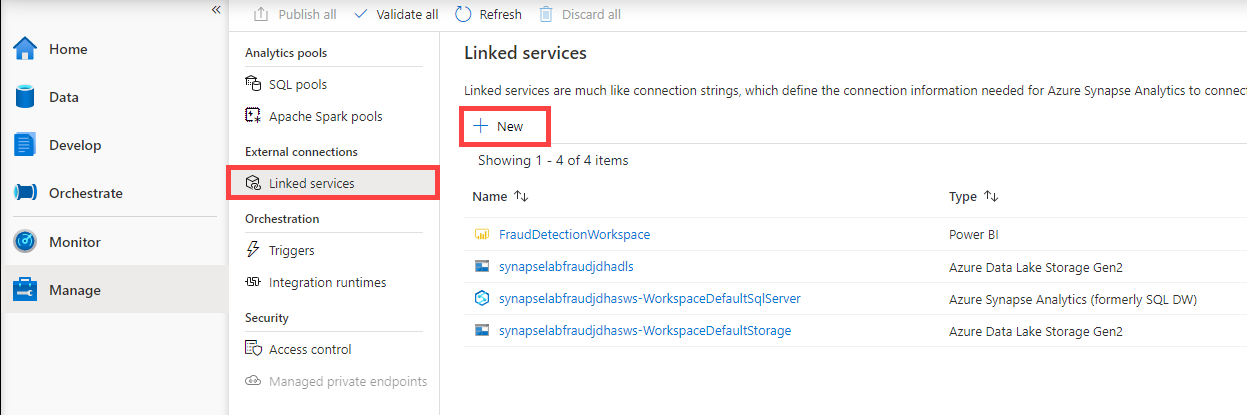 «
Home
Data
Develop
Orchestrate
Monitor
Manage
Publish all Validate all Refresh Discard all
Analytics pools
SQL pools
Apache Spark pools
External connections
Linked services
Orchestration
Triggers
Integration runtimes
Security
Access control
Managed private endpoints
Linked services
Linked services are much like connection strings, which define the connection information needed for Azure Synapse Analytics to connec
+ New
Showing 1 - 4 of 4 items
Name ↑↓ Type ↑↓
FraudDetectionWorkspace Power BI
synapselabfraudjdhadls Azure Data Lake Storage Gen2
synapselabfraudjdhasws-WorkspaceDefaultSqlServer Azure Synapse Analytics (formerly SQL DW)
synapselabfraudjdhasws-WorkspaceDefaultStorage Azure Data Lake Storage Gen2